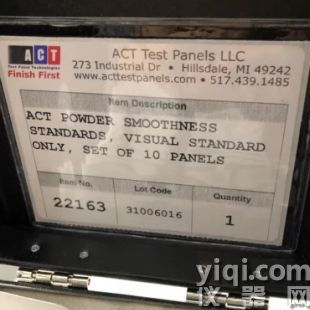 ACT
Test Panel Technologies
Finish First
ACT Test Panels LLC
273 Industrial Dr • Hillsdale, MI 49242
www.acttestpanels.com • 517.439.1485
Item Description
ACT POWDER SMOOTHNESS
STANDARDS, VISUAL STANDARD
ONLY, SET OF 10 PANELS
Item No. Lot Code Quantity
22163 31006016 1
yiqi.com
仪器网